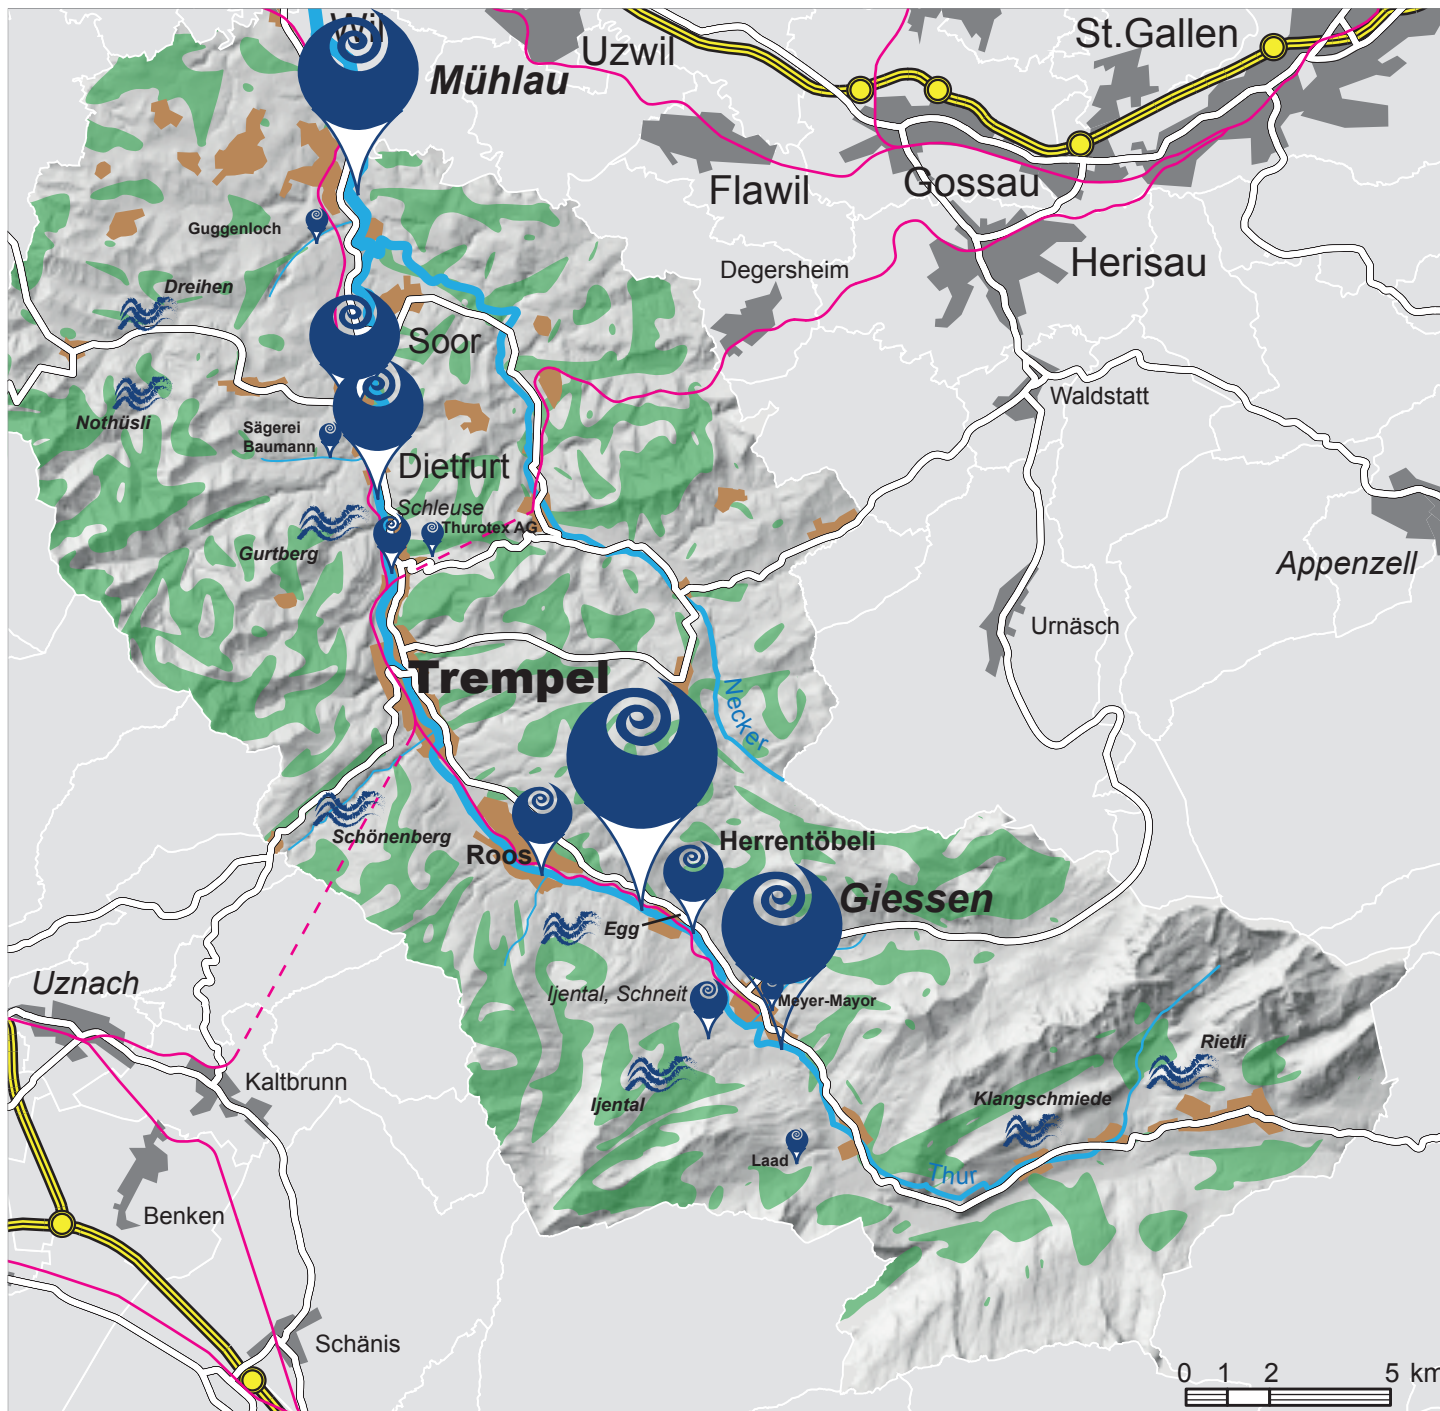 Wil
Uzwil
St.Gallen
Mühlau
Flawil
Gossau
Guggenloch
Herisau
Degersheim
Dreihen
Soor
Waldstatt
Nothüsli
Sägerei
Baumann
Dietfurt
Schleuse
Thurotex AG
Gurtberg
Appenzell
Urnäsch
Trempel
Necker
Schönenberg
Herrentöbeli
Roos
Giessen
Egg
Uznach
Ijental, Schneit
Meyer-Mayor
Rietli
Kaltbrunn
Klangschmiede
Ijental
Laad
Thur
Benken
Schänis
0 1 2 5 km